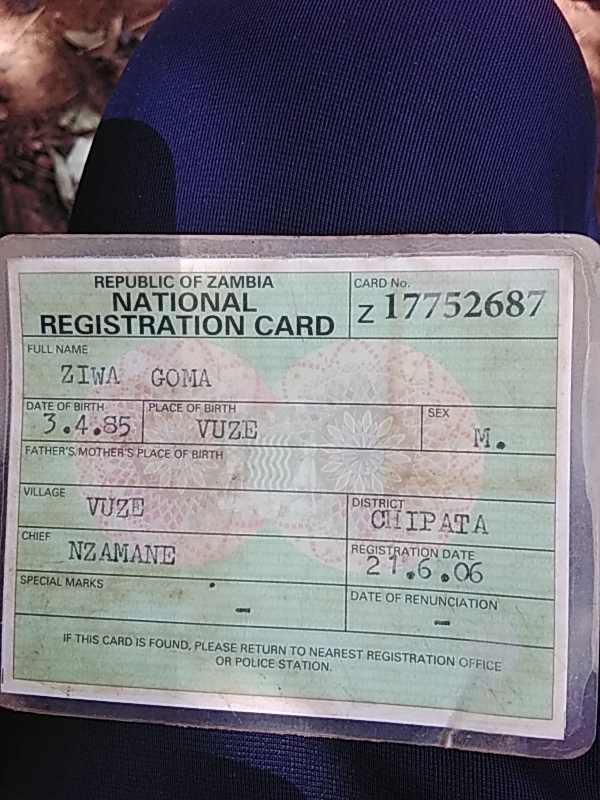 REPUBLIC OF ZAMBIA
NATIONAL
REGISTRATION CARD
CARD No.
Z 17752687
FULL NAME
ZIWA GOMA
DATE OF BIRTH
3.4.85
PLACE OF BIRTH
VUZE
SEX
M.
FATHER'S/MOTHER'S PLACE OF BIRTH
VILLAGE
VUZE
DISTRICT
CHIPATA
CHIEF
NZAMANE
REGISTRATION DATE
21.6.06
SPECIAL MARKS
-
DATE OF RENUNCIATION
-
IF THIS CARD IS FOUND, PLEASE RETURN TO NEAREST REGISTRATION OFFICE
OR POLICE STATION.